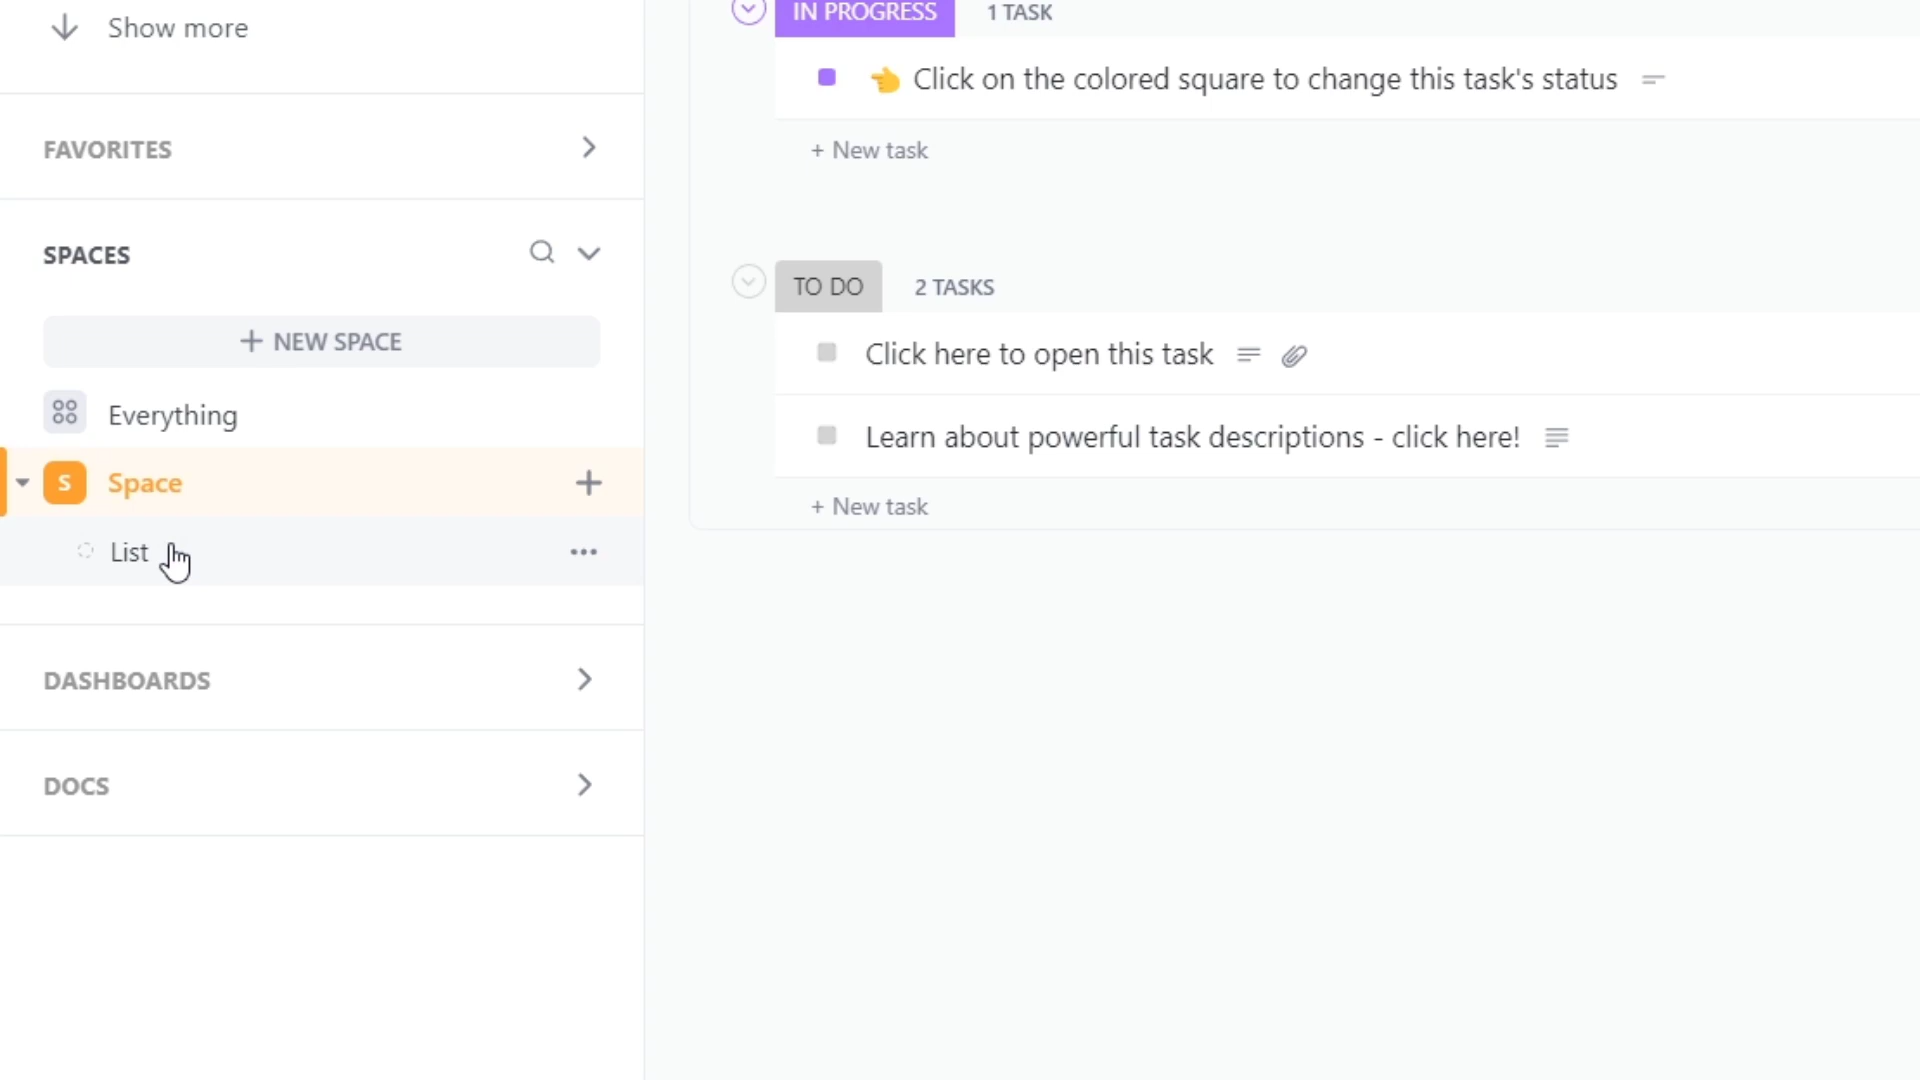 Show more
FAVORITES
SPACES
+ NEW SPACE
Everything
S Space
List
DASHBOARDS
DOCS
IN PROGRESS 1 TASK
👈 Click on the colored square to change this task's status
+ New task
TO DO 2 TASKS
Click here to open this task
Learn about powerful task descriptions - click here!
+ New task